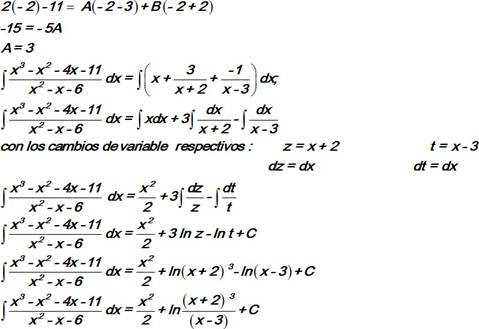 2(-2)-11 = A(-2-3)+B(-2+2)
-15 = -5A
A = 3
∫ (x³ - x² - 4x - 11)/(x² - x - 6) dx = ∫ (x + 3/(x+2) + -1/(x-3)) dx;
∫ (x³ - x² - 4x - 11)/(x² - x - 6) dx = ∫ xdx + 3∫ dx/(x+2) - ∫ dx/(x-3)
con los cambios de variable respectivos : z = x + 2 t = x - 3
dz = dx dt = dx
∫ (x³ - x² - 4x - 11)/(x² - x - 6) dx = x²/2 + 3∫ dz/z - ∫ dt/t
∫ (x³ - x² - 4x - 11)/(x² - x - 6) dx = x²/2 + 3 ln z - ln t + C
∫ (x³ - x² - 4x - 11)/(x² - x - 6) dx = x²/2 + ln(x+2)³ - ln(x-3) + C
∫ (x³ - x² - 4x - 11)/(x² - x - 6) dx = x²/2 + ln (x+2)³/(x-3) + C